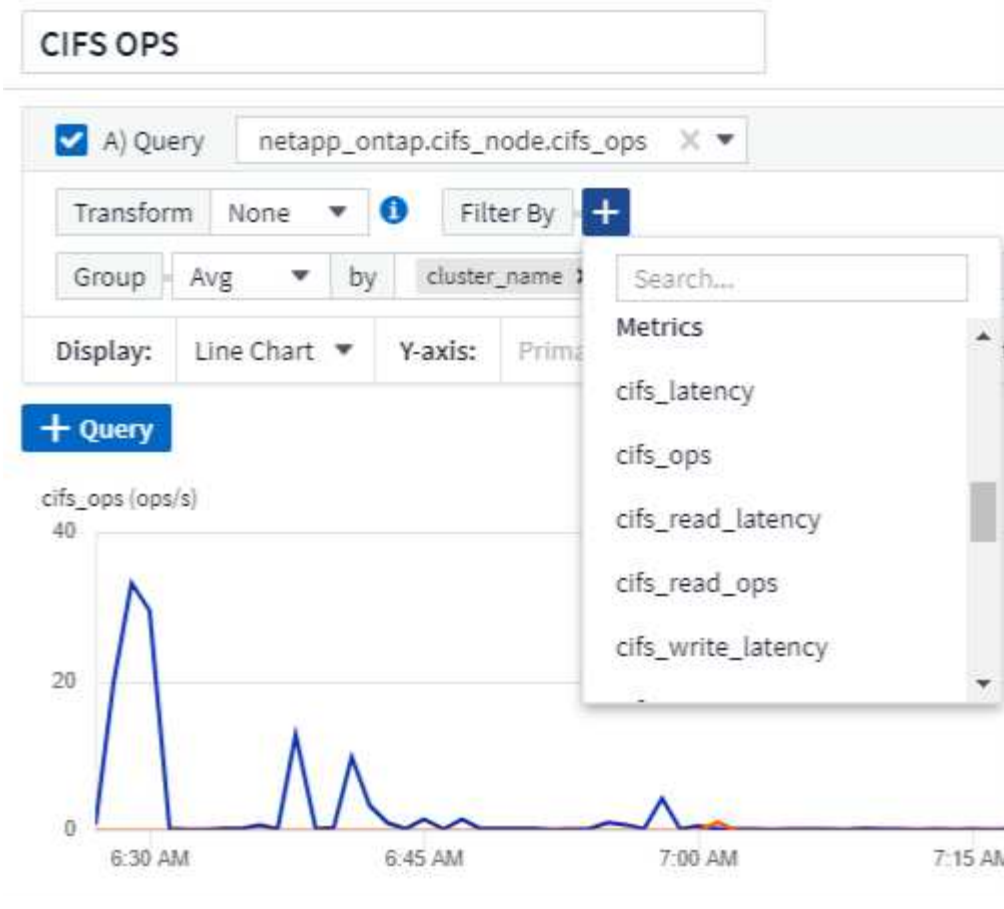 CIFS OPS
A) Query netapp_ontap.cifs_node.cifs_ops
Transform None Filter By
Group Avg by cluster_name
Search...
Metrics
Display: Line Chart Y-axis:
cifs_latency
+ Query
cifs_ops
cifs_read_latency
cifs_read_ops
cifs_write_latency
cifs_ops (ops/s)
40
20
0
6:30 AM 6:45 AM 7:00 AM 7:15